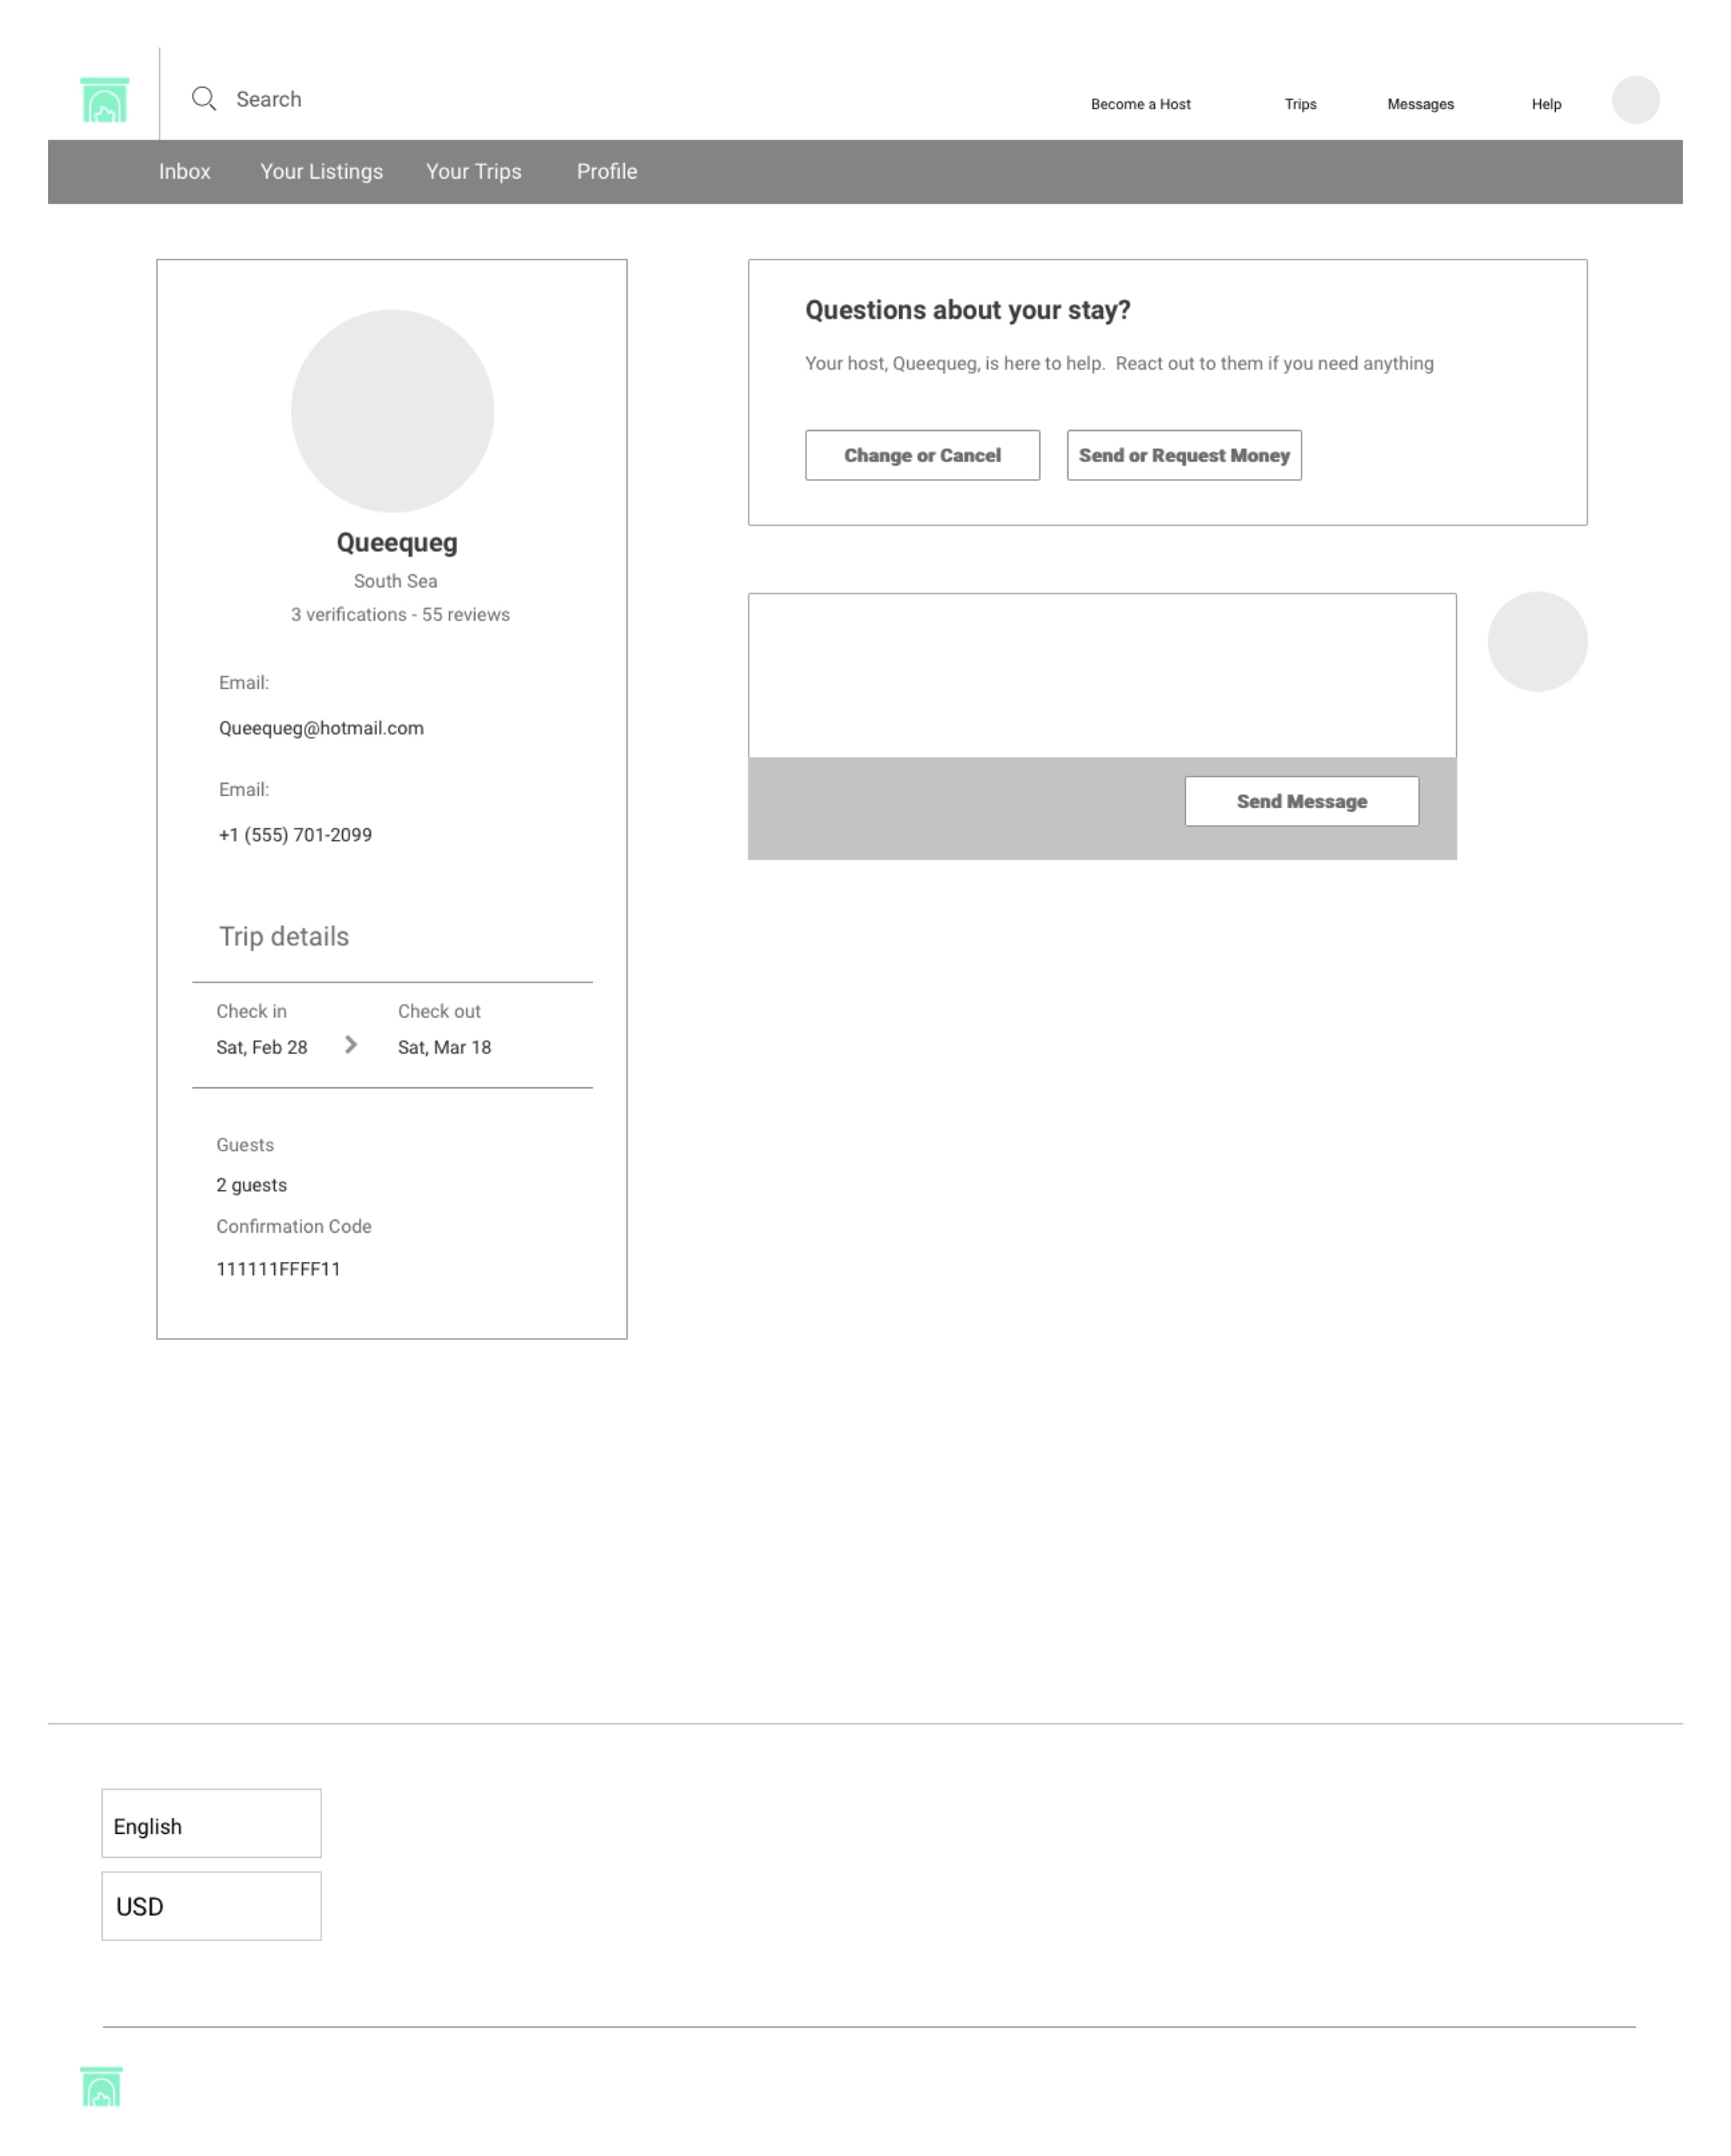 Search
Become a Host
Trips
Messages
Help
Inbox
Your Listings
Your Trips
Profile
Queequeg
South Sea
3 verifications - 55 reviews
Email:
Queequeg@hotmail.com
Email:
+1 (555) 701-2099
Trip details
Check in
Check out
Sat, Feb 28
Sat, Mar 18
Guests
2 guests
Confirmation Code
111111FFFF11
Questions about your stay?
Your host, Queequeg, is here to help.  React out to them if you need anything
Change or Cancel
Send or Request Money
Send Message
English
USD